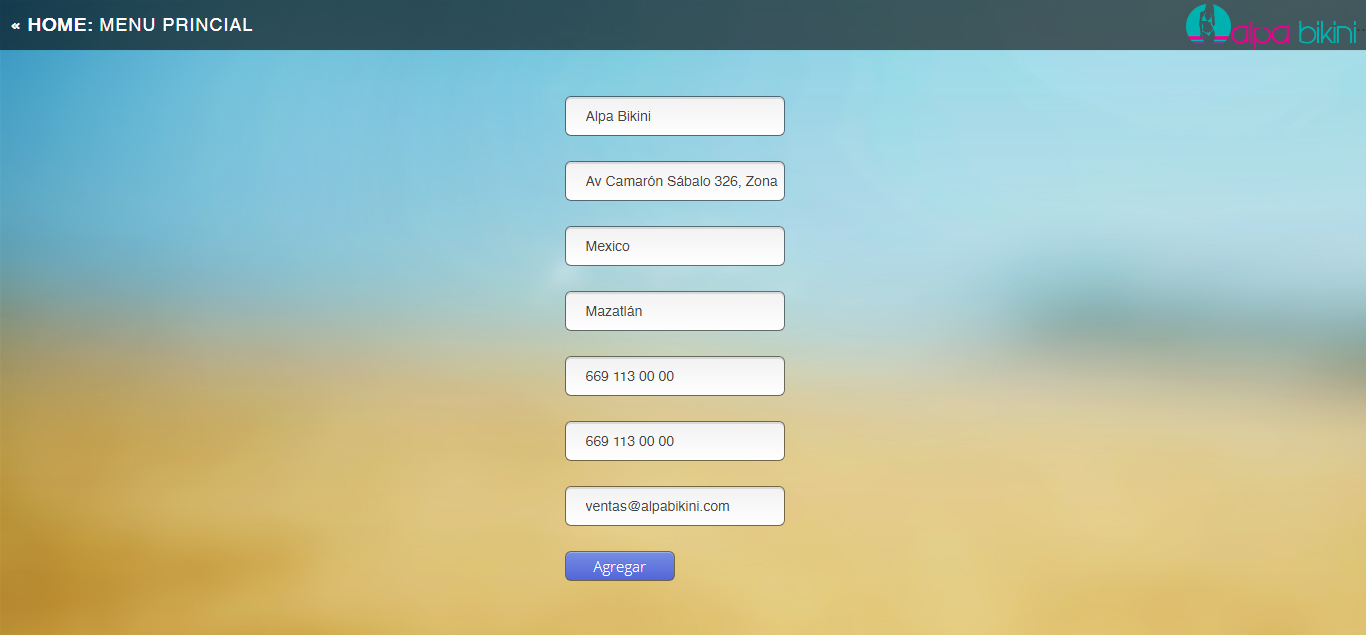 « HOME: MENU PRINCIAL
alpa bikini
Alpa Bikini
Av Camarón Sábalo 326, Zona
Mexico
Mazatlán
669 113 00 00
669 113 00 00
ventas@alpabikini.com
Agregar